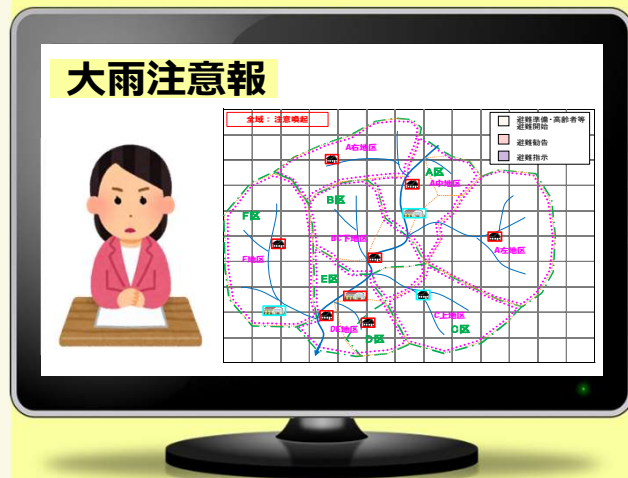 大雨注意報
全域：注意喚起
避難準備・高齢者等
避難開始
避難勧告
避難指示
A右地区
A区
A中地区
B区
F区
BC下地区
A左地区
F地区
E区
C上地区
DE地区
C区
D区